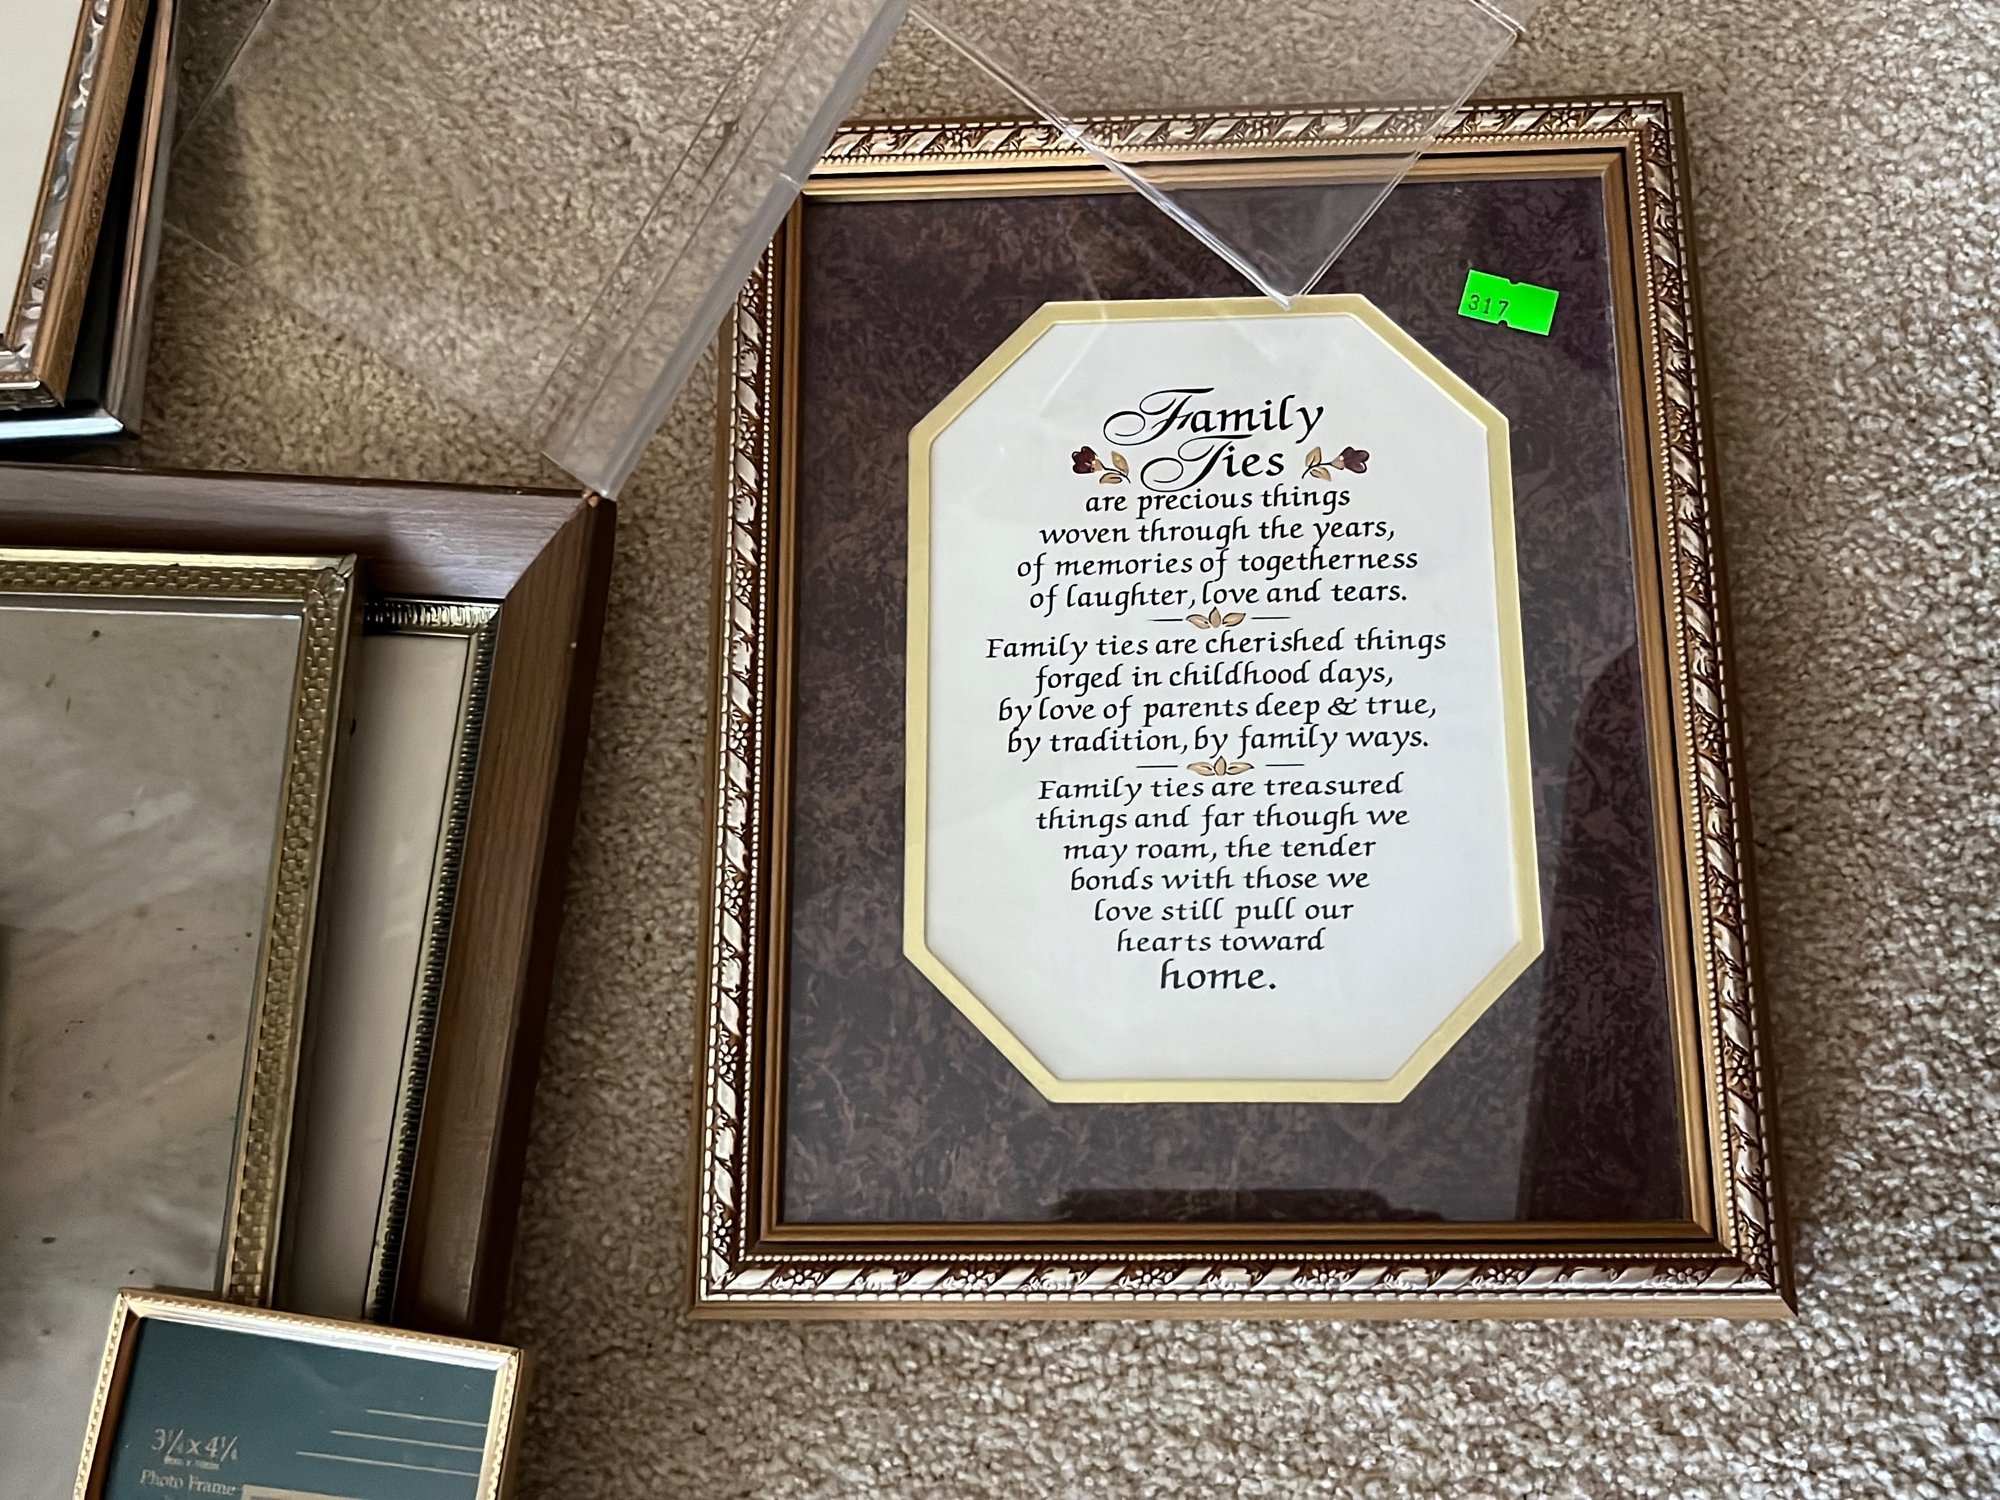 317
Family
Ties
are precious things
woven through the years,
of memories of togetherness
of laughter, love and tears.
Family ties are cherished things
forged in childhood days,
by love of parents deep & true,
by tradition, by family ways.
Family ties are treasured
things and far though we
may roam, the tender
bonds with those we
love still pull our
hearts toward
home.
3¼ x 4¼
Photo Frame